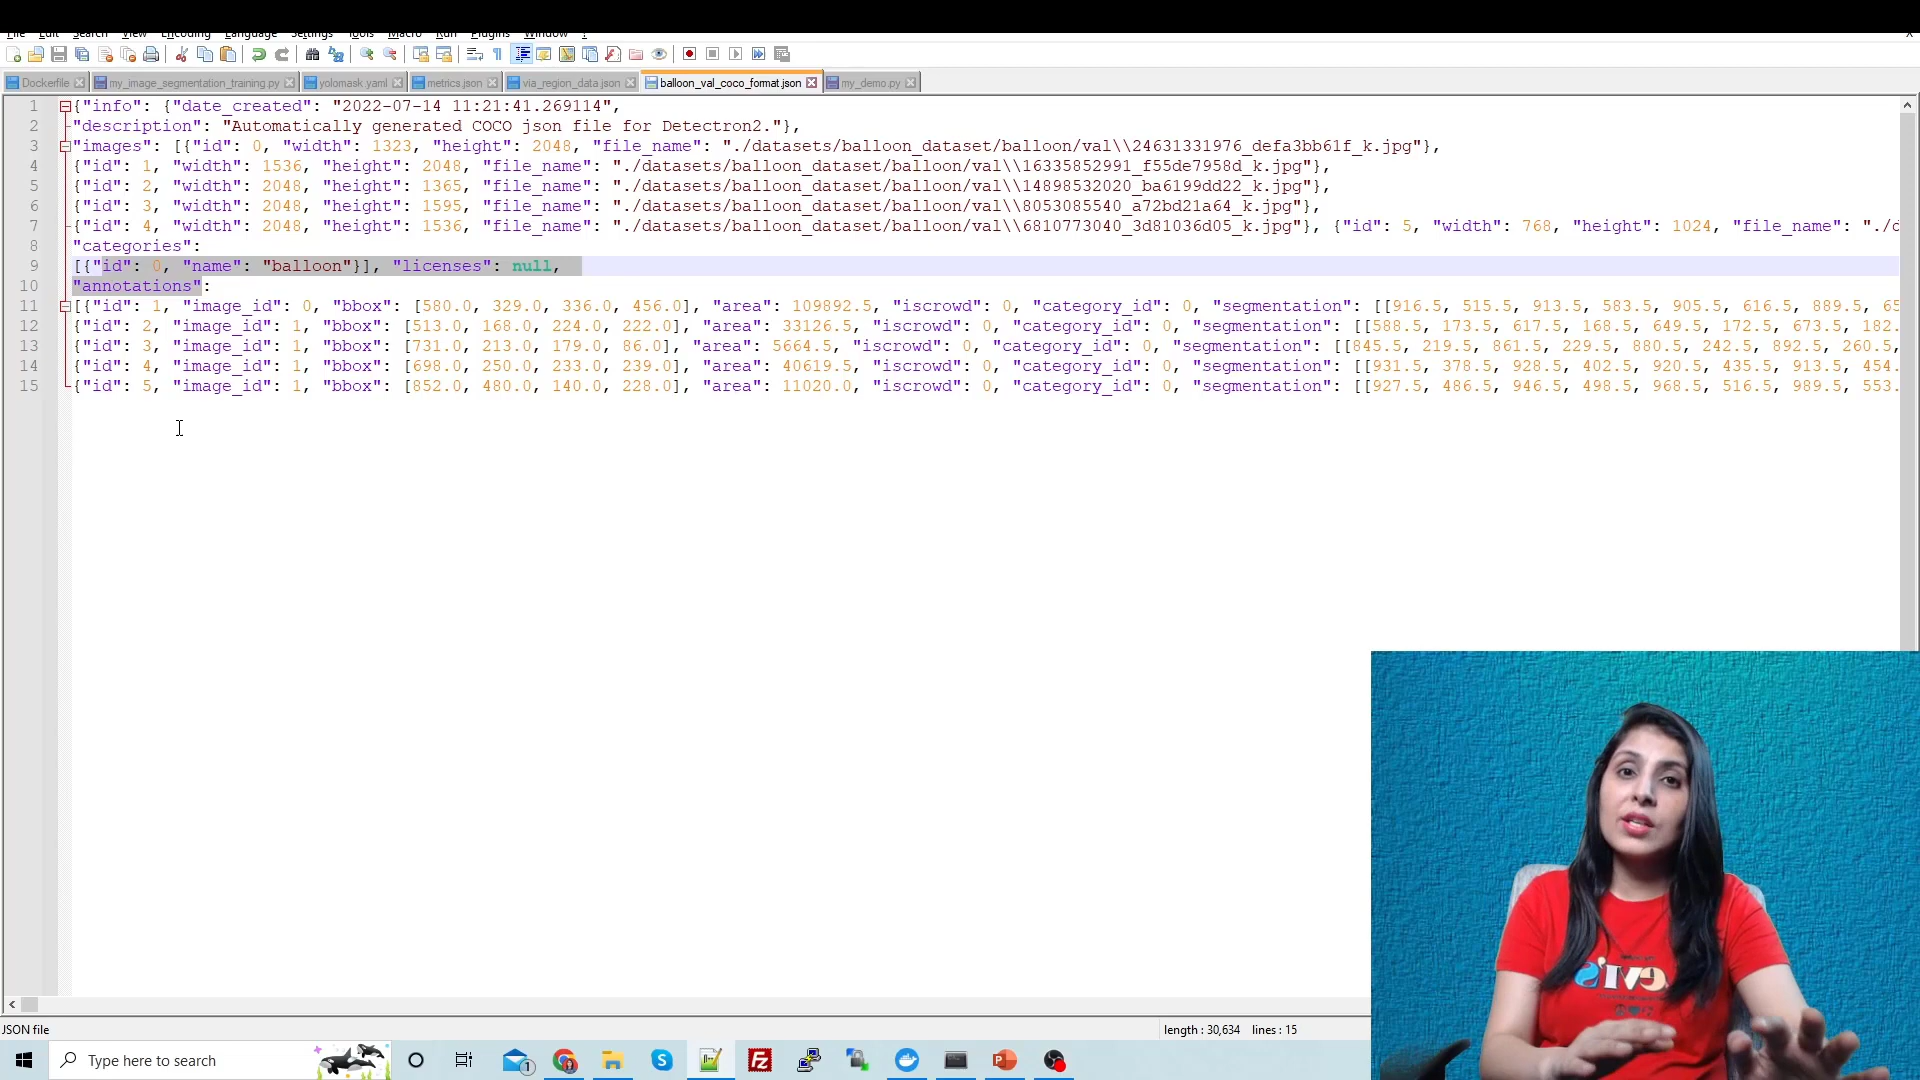 File Edit Search View Encoding Language Settings Tools Macro Run Plugins Window ?
Dockerfile my_image_segmentation_training.py yolomask.yaml metrics.json via_region_data.json balloon_val_coco_format.json my_demo.py
1 {"info": {"date_created": "2022-07-14 11:21:41.269114",
2 "description": "Automatically generated COCO json file for Detectron2."},
3 "images": [{"id": 0, "width": 1323, "height": 2048, "file_name": "./datasets/balloon_dataset/balloon/val\\24631331976_defa3bb61f_k.jpg"},
4 {"id": 1, "width": 1536, "height": 2048, "file_name": "./datasets/balloon_dataset/balloon/val\\16335852991_f55de7958d_k.jpg"},
5 {"id": 2, "width": 2048, "height": 1365, "file_name": "./datasets/balloon_dataset/balloon/val\\14898532020_ba6199dd22_k.jpg"},
6 {"id": 3, "width": 2048, "height": 1595, "file_name": "./datasets/balloon_dataset/balloon/val\\8053085540_a72bd21a64_k.jpg"},
7 {"id": 4, "width": 2048, "height": 1536, "file_name": "./datasets/balloon_dataset/balloon/val\\6810773040_3d81036d05_k.jpg"}, {"id": 5, "width": 768, "height": 1024, "file_name": "./d
8 "categories":
9 [{"id": 0, "name": "balloon"}], "licenses": null,
10 "annotations":
11 [{"id": 1, "image_id": 0, "bbox": [580.0, 329.0, 336.0, 456.0], "area": 109892.5, "iscrowd": 0, "category_id": 0, "segmentation": [[916.5, 515.5, 913.5, 583.5, 905.5, 616.5, 889.5, 65
12 {"id": 2, "image_id": 1, "bbox": [513.0, 168.0, 224.0, 222.0], "area": 33126.5, "iscrowd": 0, "category_id": 0, "segmentation": [[588.5, 173.5, 617.5, 168.5, 649.5, 172.5, 673.5, 182.
13 {"id": 3, "image_id": 1, "bbox": [731.0, 213.0, 179.0, 86.0], "area": 5664.5, "iscrowd": 0, "category_id": 0, "segmentation": [[845.5, 219.5, 861.5, 229.5, 880.5, 242.5, 892.5, 260.5,
14 {"id": 4, "image_id": 1, "bbox": [698.0, 250.0, 233.0, 239.0], "area": 40619.5, "iscrowd": 0, "category_id": 0, "segmentation": [[931.5, 378.5, 928.5, 402.5, 920.5, 435.5, 913.5, 454.
15 {"id": 5, "image_id": 1, "bbox": [852.0, 480.0, 140.0, 228.0], "area": 11020.0, "iscrowd": 0, "category_id": 0, "segmentation": [[927.5, 486.5, 946.5, 498.5, 968.5, 516.5, 989.5, 553.
JSON file length : 30,634 lines : 15
Type here to search